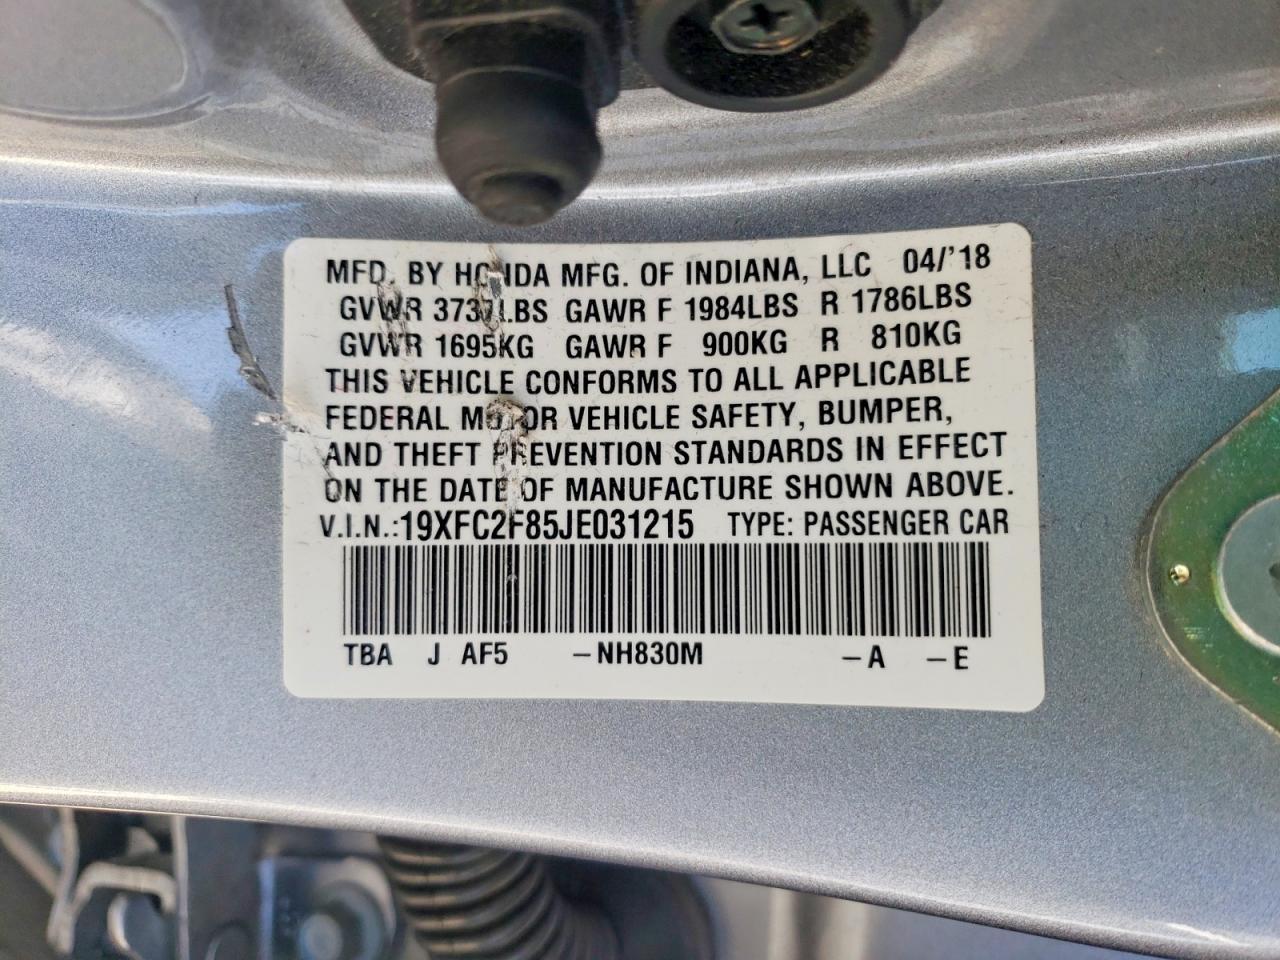 MFD. BY HONDA MFG. OF INDIANA, LLC 04/'18
GVWR 3737LBS GAWR F 1984LBS R 1786LBS
GVWR 1695KG GAWR F 900KG R 810KG
THIS VEHICLE CONFORMS TO ALL APPLICABLE
FEDERAL MOTOR VEHICLE SAFETY, BUMPER,
AND THEFT PREVENTION STANDARDS IN EFFECT
ON THE DATE OF MANUFACTURE SHOWN ABOVE.
V.I.N.:19XFC2F85JE031215 TYPE: PASSENGER CAR
TBA J AF5 -NH830M -A -E